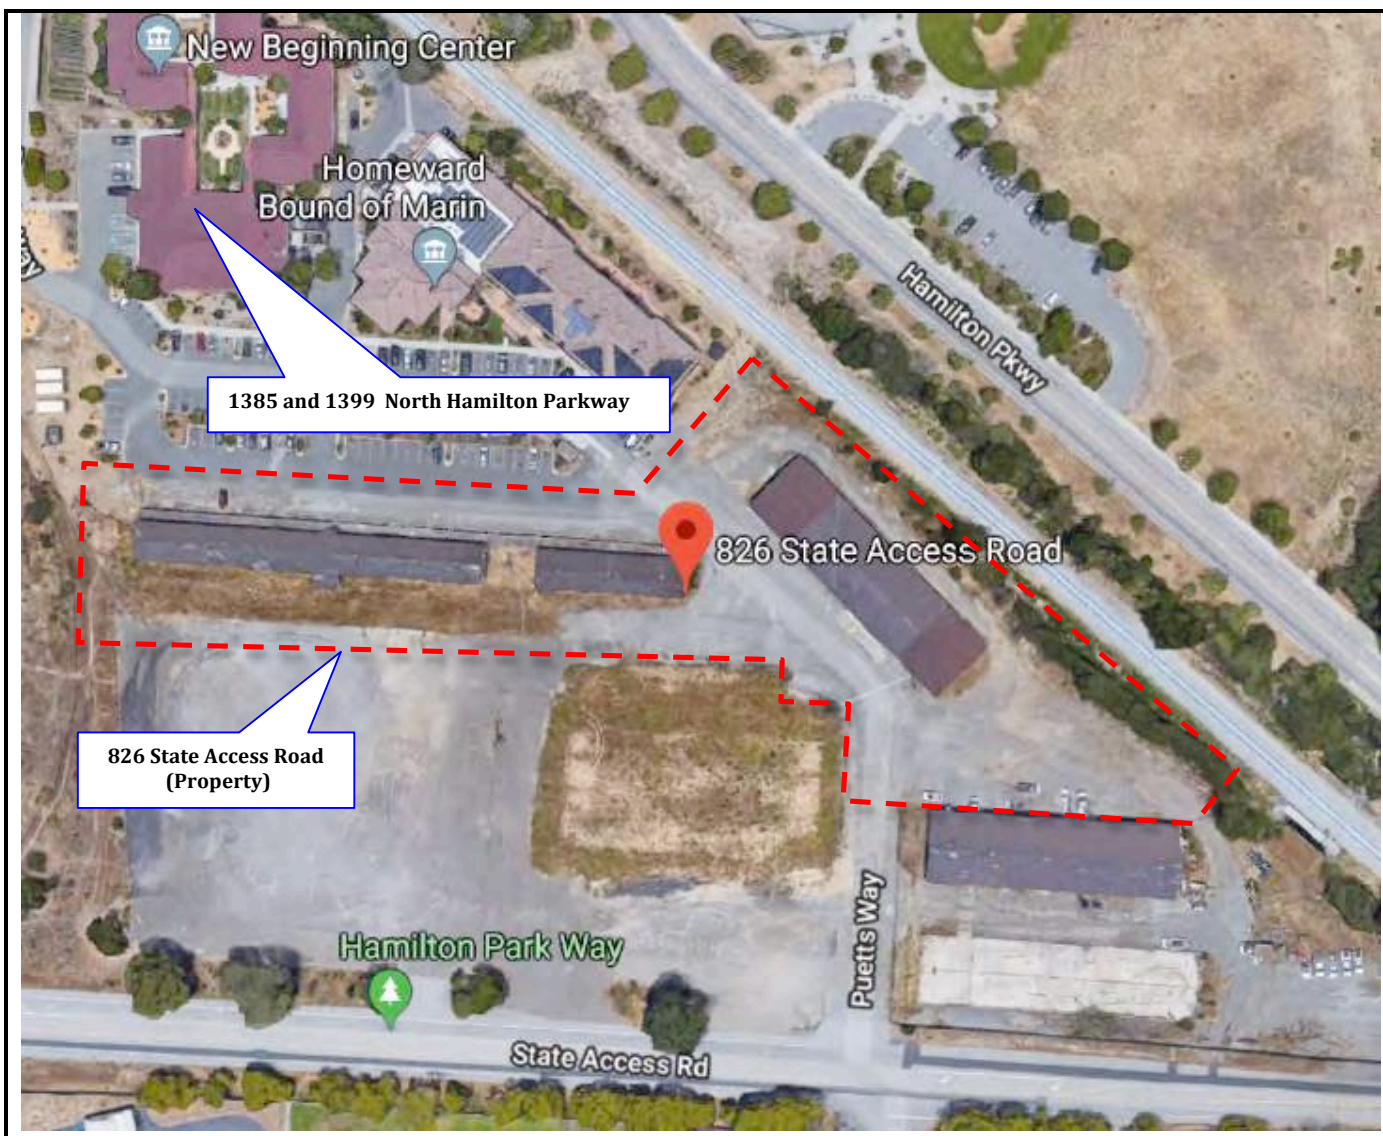 New Beginning Center
Homeward
Bound of Marin
way
Hamilton Pkwy
1385 and 1399 North Hamilton Parkway
826 State Access Road
826 State Access Road
(Property)
Puetts Way
Hamilton Park Way
State Access Rd